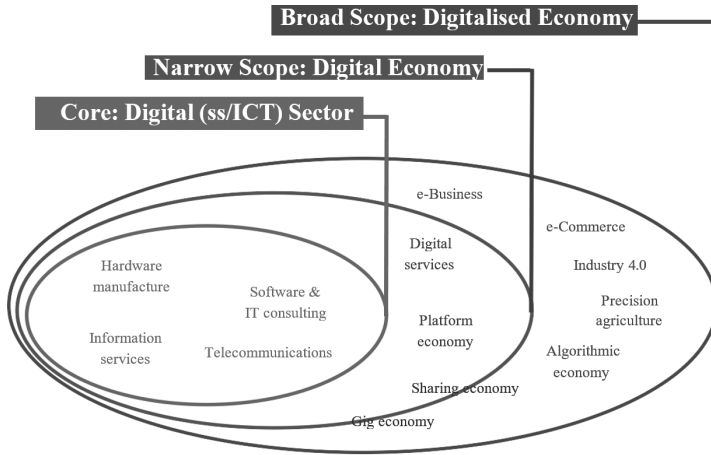 Broad Scope: Digitalised Economy
Narrow Scope: Digital Economy
Core: Digital (ss/ICT) Sector
e-Business
e-Commerce
Digital
services
Industry 4.0
Hardware
manufacture
Software &
IT consulting
Precision
agriculture
Platform
economy
Information
services
Telecommunications
Algorithmic
economy
Sharing economy
Gig economy